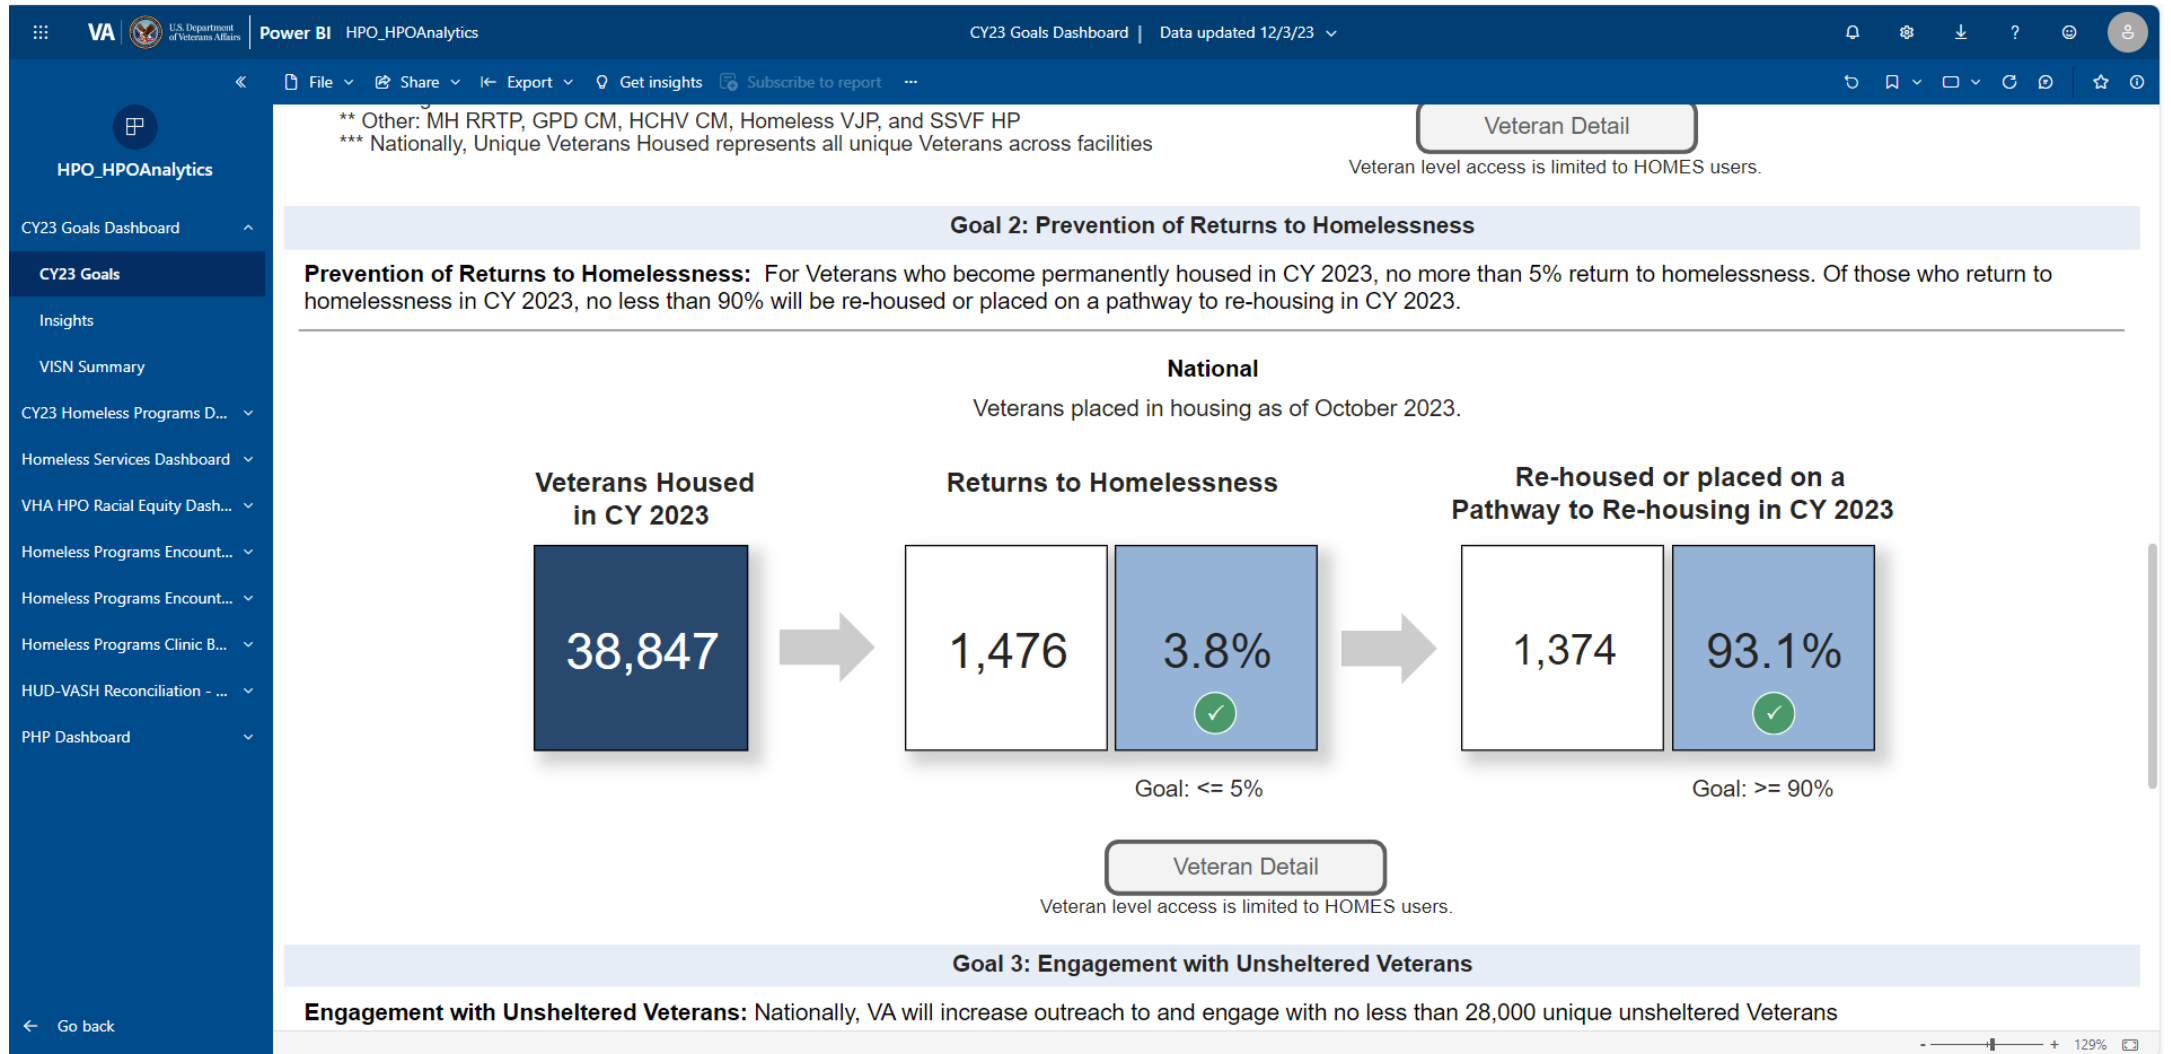 VA U.S. Department of Veterans Affairs Power BI HPO_HPOAnalytics CY23 Goals Dashboard | Data updated 12/3/23
File Share Export Get insights Subscribe to report ...
HPO_HPOAnalytics
CY23 Goals Dashboard
CY23 Goals
Insights
VISN Summary
CY23 Homeless Programs D...
Homeless Services Dashboard
VHA HPO Racial Equity Dash...
Homeless Programs Encount...
Homeless Programs Encount...
Homeless Programs Clinic B...
HUD-VASH Reconciliation - ...
PHP Dashboard
Go back
** Other: MH RRTP, GPD CM, HCHV CM, Homeless VJP, and SSVF HP
*** Nationally, Unique Veterans Housed represents all unique Veterans across facilities
Veteran Detail
Veteran level access is limited to HOMES users.
Goal 2: Prevention of Returns to Homelessness
Prevention of Returns to Homelessness: For Veterans who become permanently housed in CY 2023, no more than 5% return to homelessness. Of those who return to
homelessness in CY 2023, no less than 90% will be re-housed or placed on a pathway to re-housing in CY 2023.
National
Veterans placed in housing as of October 2023.
Veterans Housed
in CY 2023
38,847
Returns to Homelessness
1,476 3.8%
Goal: <= 5%
Re-housed or placed on a
Pathway to Re-housing in CY 2023
1,374 93.1%
Goal: >= 90%
Veteran Detail
Veteran level access is limited to HOMES users.
Goal 3: Engagement with Unsheltered Veterans
Engagement with Unsheltered Veterans: Nationally, VA will increase outreach to and engage with no less than 28,000 unique unsheltered Veterans
- + 129%